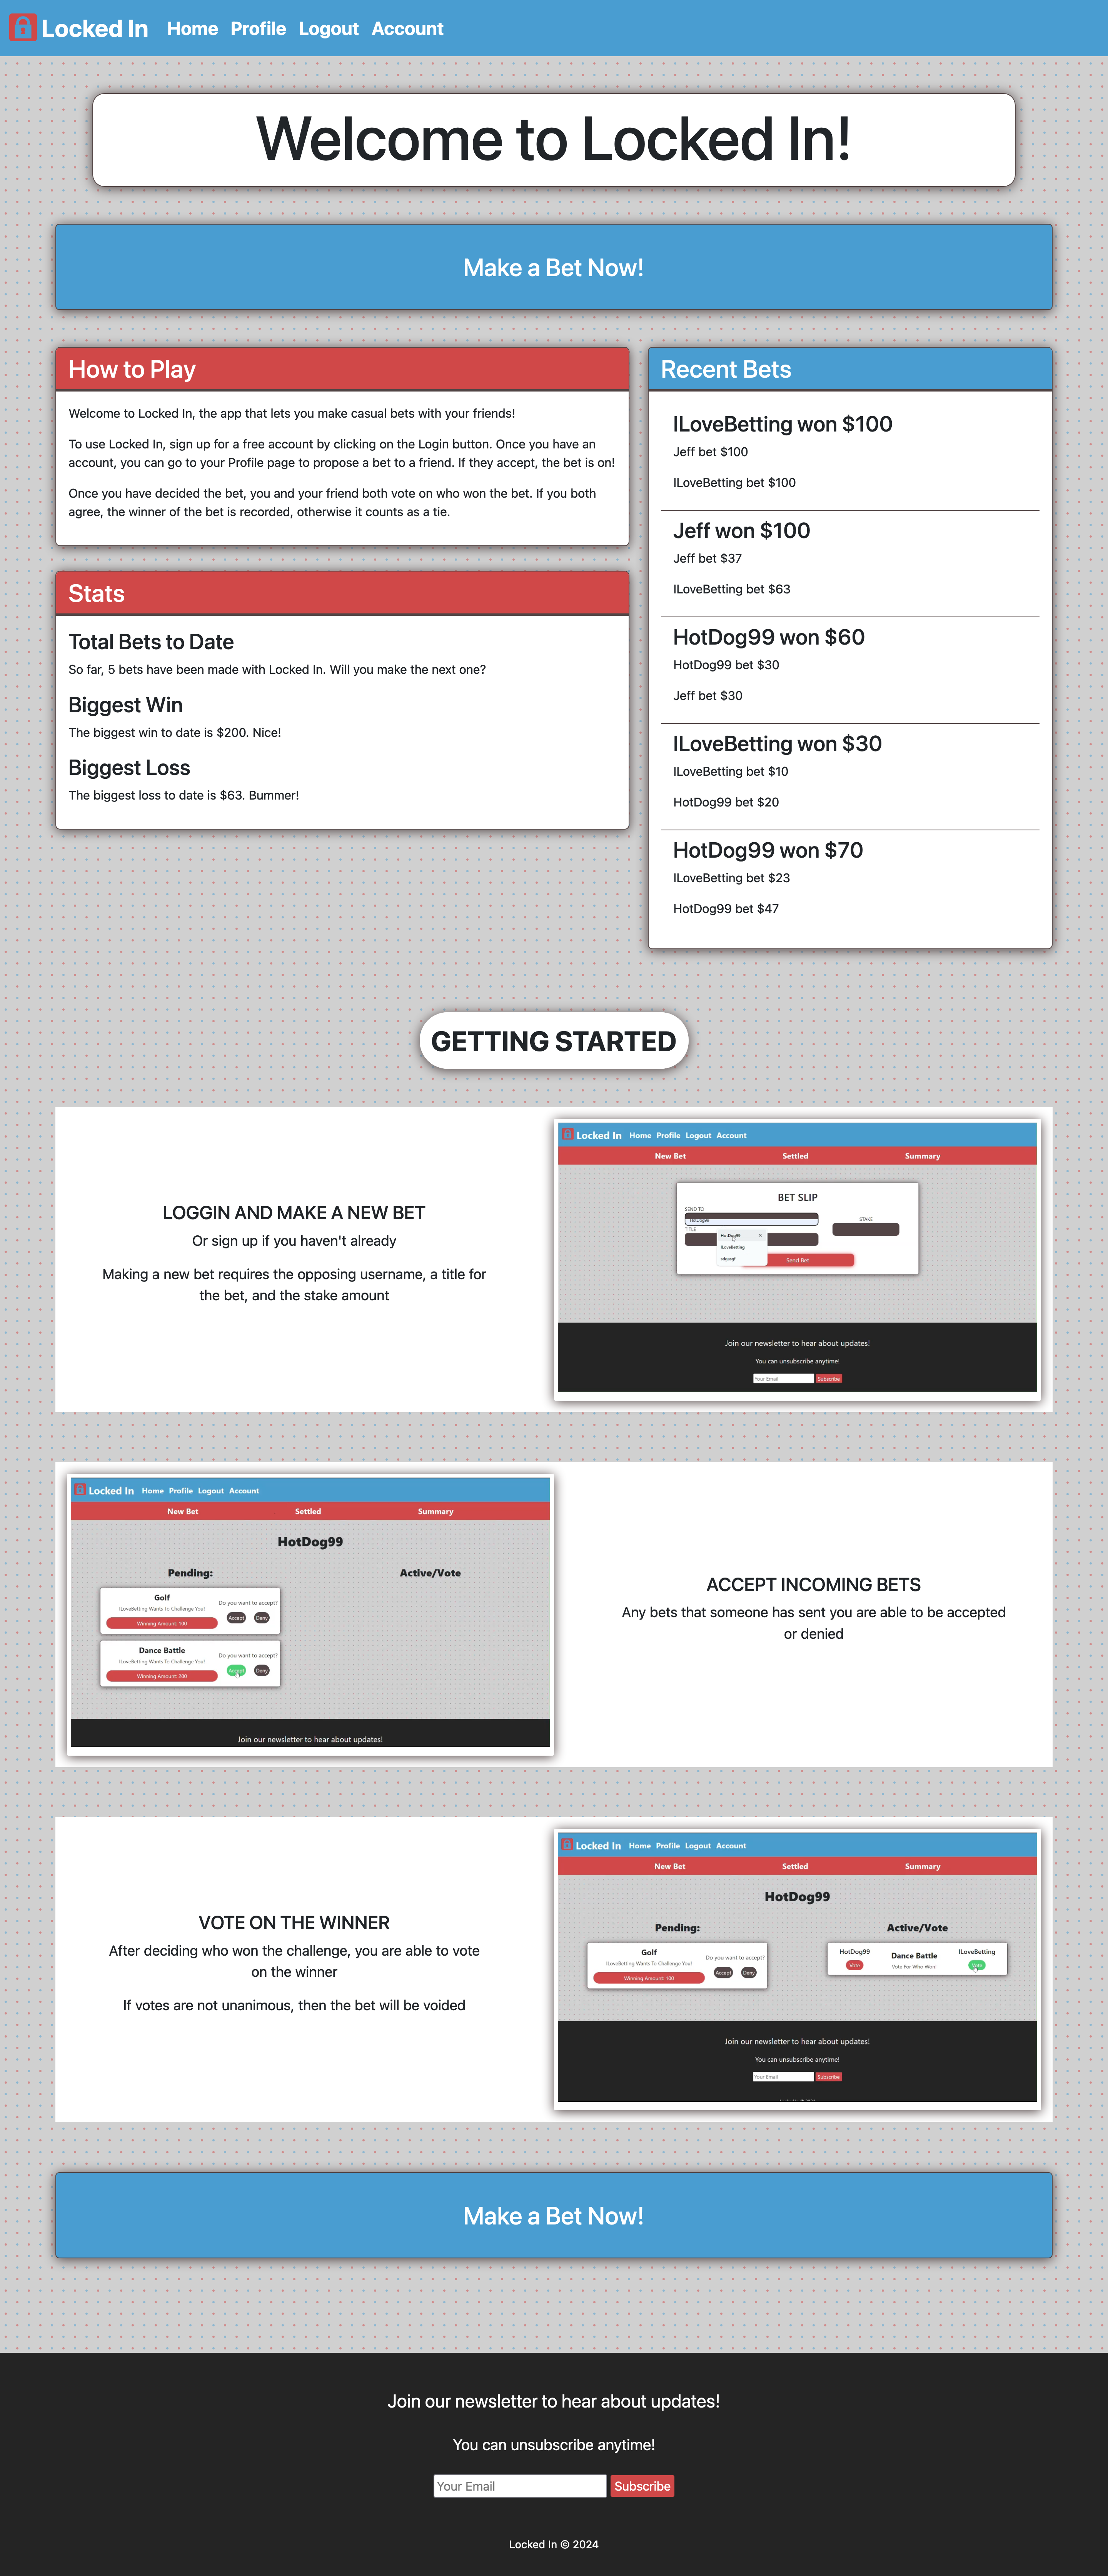 Locked In
Home Profile Logout Account
Welcome to Locked In!
Make a Bet Now!
How to Play
Welcome to Locked In, the app that lets you make casual bets with your friends!
To use Locked In, sign up for a free account by clicking on the Login button. Once you have an
account, you can go to your Profile page to propose a bet to a friend. If they accept, the bet is on!
Once you have decided the bet, you and your friend both vote on who won the bet. If you both
agree, the winner of the bet is recorded, otherwise it counts as a tie.
Stats
Total Bets to Date
So far, 5 bets have been made with Locked In. Will you make the next one?
Biggest Win
The biggest win to date is $200. Nice!
Biggest Loss
The biggest loss to date is $63. Bummer!
Recent Bets
ILoveBetting won $100
Jeff bet $100
ILoveBetting bet $100
Jeff won $100
Jeff bet $37
ILoveBetting bet $63
HotDog99 won $60
HotDog99 bet $30
Jeff bet $30
ILoveBetting won $30
ILoveBetting bet $10
HotDog99 bet $20
HotDog99 won $70
ILoveBetting bet $23
HotDog99 bet $47
GETTING STARTED
LOGGIN AND MAKE A NEW BET
Or sign up if you haven't already
Making a new bet requires the opposing username, a title for
the bet, and the stake amount
Locked In Home Profile Logout Account
New Bet Settled Summary
BET SLIP
SEND TO
STAKE
TITLE
HotDog99
ILoveBetting
Send Bet
Join our newsletter to hear about updates!
You can unsubscribe anytime!
Your Email Subscribe
Locked In Home Profile Logout Account
New Bet Settled Summary
HotDog99
Pending: Active/Vote
Golf
ILoveBetting Wants To Challenge You!
Winning Amount: 100
Do you want to accept?
Accept Deny
Dance Battle
ILoveBetting Wants To Challenge You!
Winning Amount: 200
Do you want to accept?
Accept Deny
Join our newsletter to hear about updates!
ACCEPT INCOMING BETS
Any bets that someone has sent you are able to be accepted
or denied
VOTE ON THE WINNER
After deciding who won the challenge, you are able to vote
on the winner
If votes are not unanimous, then the bet will be voided
Locked In Home Profile Logout Account
New Bet Settled Summary
HotDog99
Pending: Active/Vote
Golf
ILoveBetting Wants To Challenge You!
Winning Amount: 100
Do you want to accept?
Accept Deny
HotDog99 Dance Battle ILoveBetting
Vote Vote For Who Won! Vote
Join our newsletter to hear about updates!
You can unsubscribe anytime!
Your Email Subscribe
Make a Bet Now!
Join our newsletter to hear about updates!
You can unsubscribe anytime!
Your Email Subscribe
Locked In © 2024